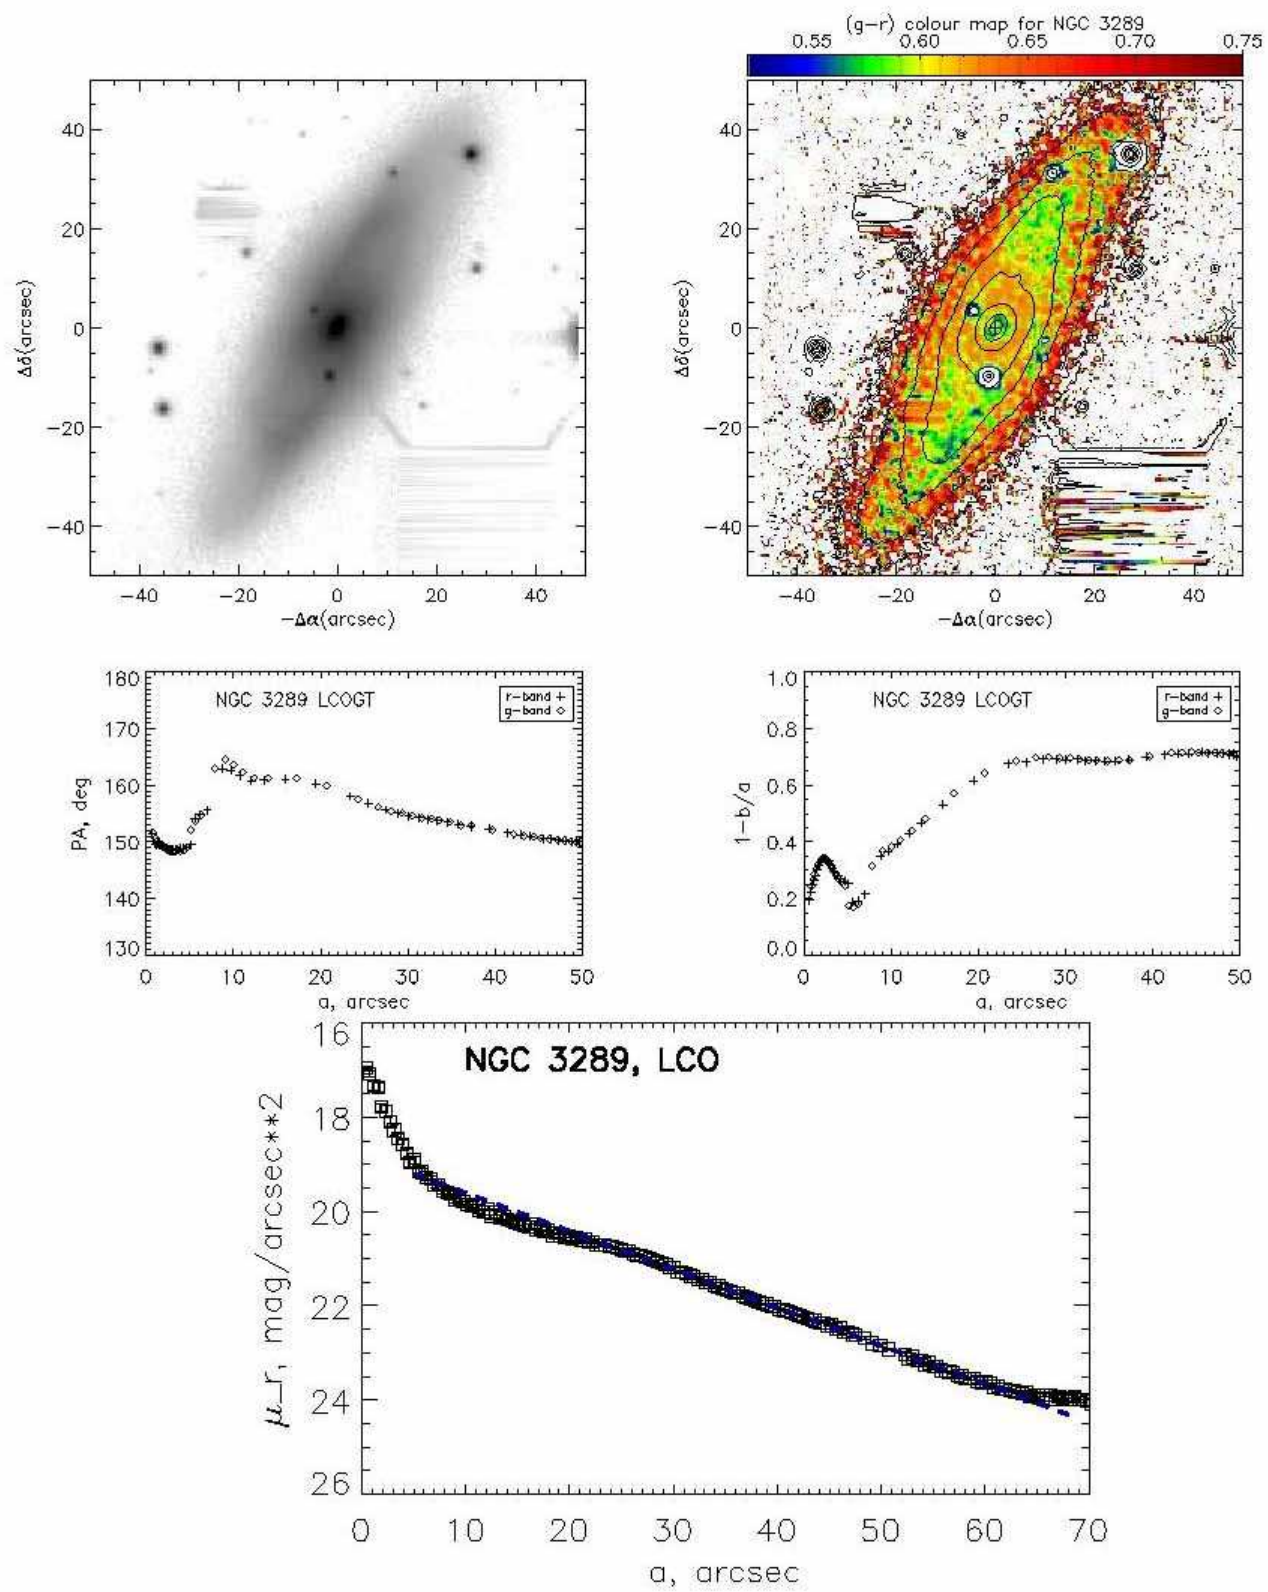 (g−r) colour map for NGC 3289
0.55 0.60 0.65 0.70 0.75
40
20
0
−20
−40
Δδ(arcsec)
−40 −20 0 20 40
−Δα(arcsec)
40
20
0
−20
−40
Δδ(arcsec)
−40 −20 0 20 40
−Δα(arcsec)
180
170
160
150
140
130
PA, deg
NGC 3289 LCOGT
r−band +
g−band ◇
0 10 20 30 40 50
a, arcsec
1.0
0.8
0.6
0.4
0.2
0.0
1−b/a
NGC 3289 LCOGT
r−band +
g−band ◇
0 10 20 30 40 50
a, arcsec
16
18
20
22
24
26
μ_r, mag/arcsec**2
NGC 3289, LCO
0 10 20 30 40 50 60 70
a, arcsec